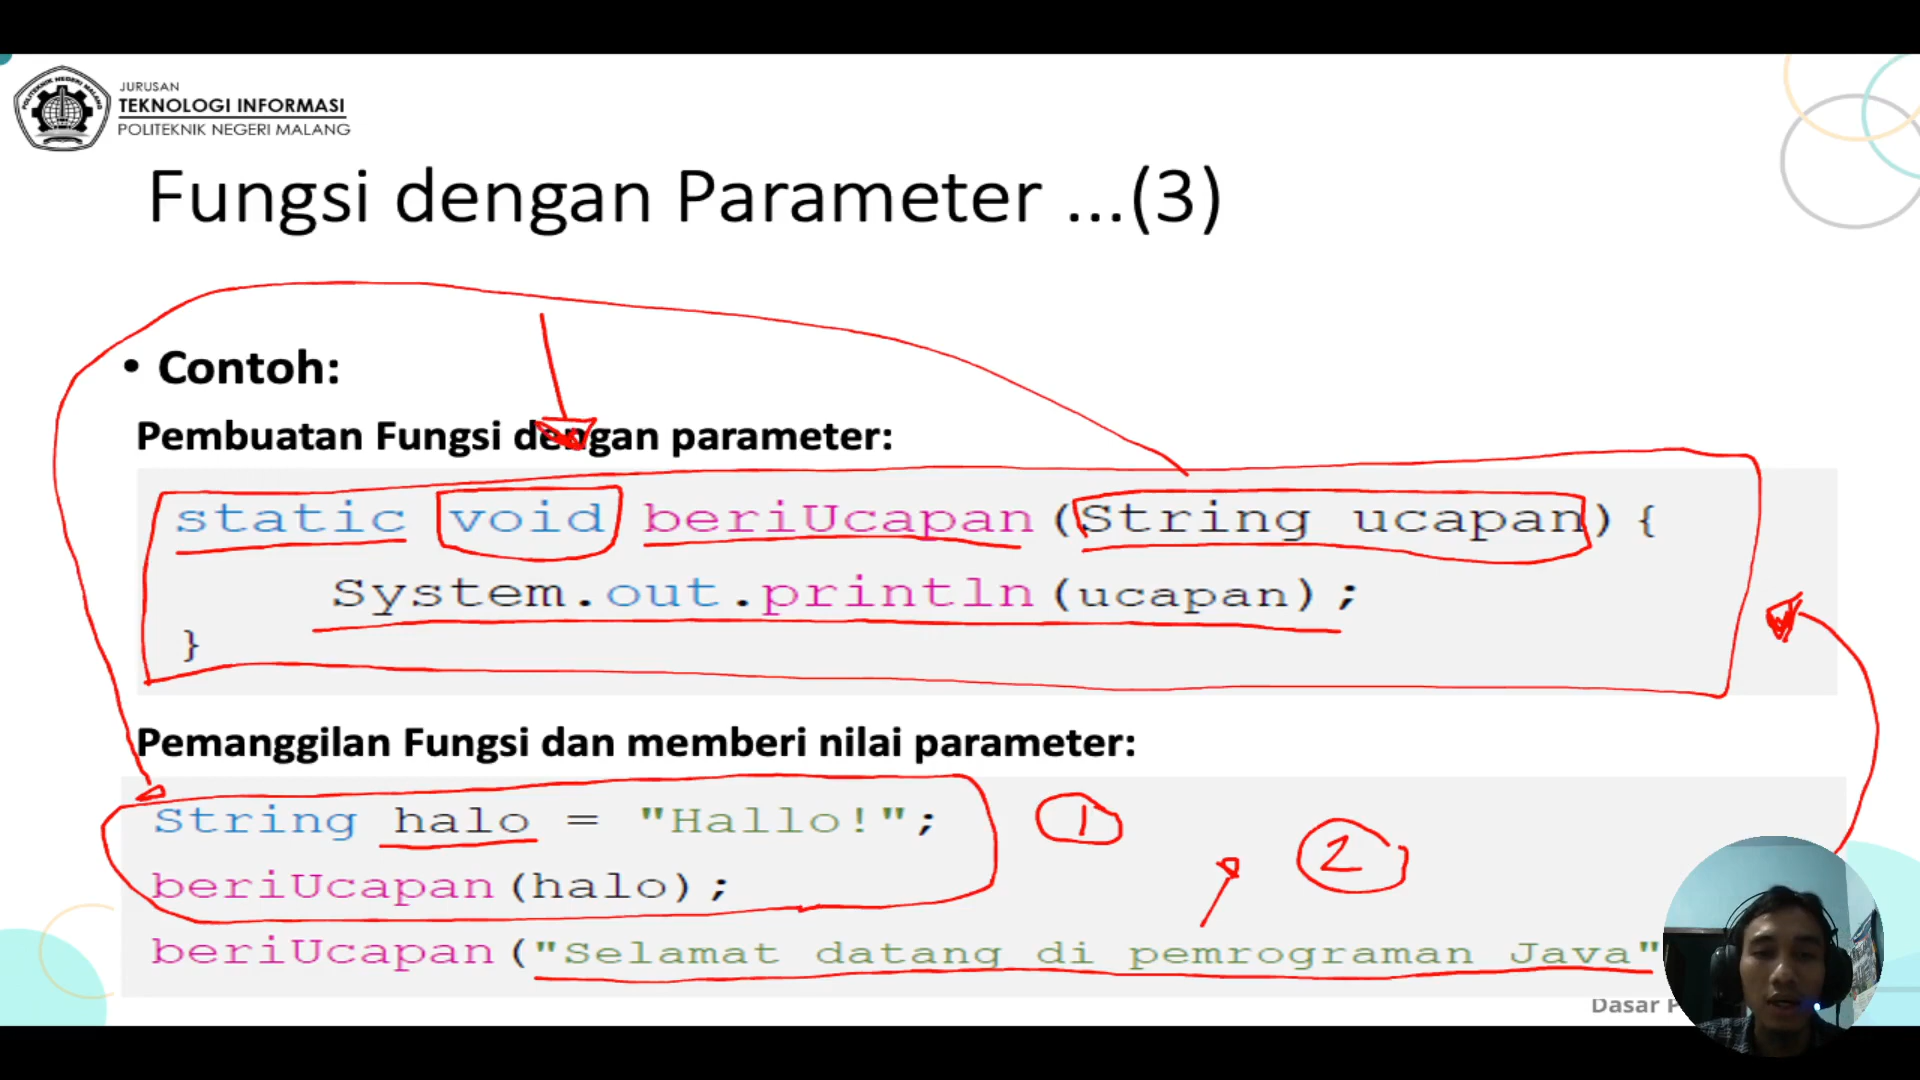 JURUSAN
TEKNOLOGI INFORMASI
POLITEKNIK NEGERI MALANG
Fungsi dengan Parameter ...(3)
• Contoh:
Pembuatan Fungsi dengan parameter:
static void beriUcapan(String ucapan){
System.out.println(ucapan);
}
Pemanggilan Fungsi dan memberi nilai parameter:
String halo = "Hallo!";
1
2
beriUcapan(halo);
beriUcapan("Selamat datang di pemrograman Java"
Dasar